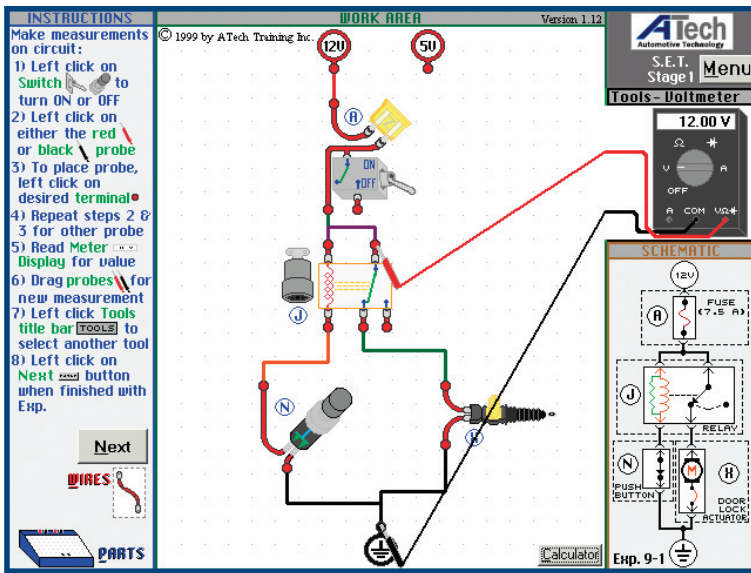 INSTRUCTIONS
Make measurements
on circuit:
1) Left click on
Switch to
turn ON or OFF
2) Left click on
either the red
or black probe
3) To place probe,
left click on
desired terminal
4) Repeat steps 2 &
3 for other probe
5) Read Meter
Display for value
6) Drag probes for
new measurement
7) Left click Tools
title bar TOOLS to
select another tool
8) Left click on
Next button
when finished with
Exp.
Next
WIRES
PARTS
WORK AREA
Version 1.12
© 1999 by ATech Training Inc.
12V
5V
A
ON
OFF
J
N
X
Calculator
ATech
Automotive Technology
S.E.T.
Stage1
Menu
Tools-Voltmeter
12.00 V
Ω
V
A
OFF
A COM VΩ
SCHEMATIC
12V
A
FUSE
(7.5 A)
J
RELAY
N
M
X
PUSH
BUTTON
DOOR
LOCK
ACTUATOR
Exp. 9-1